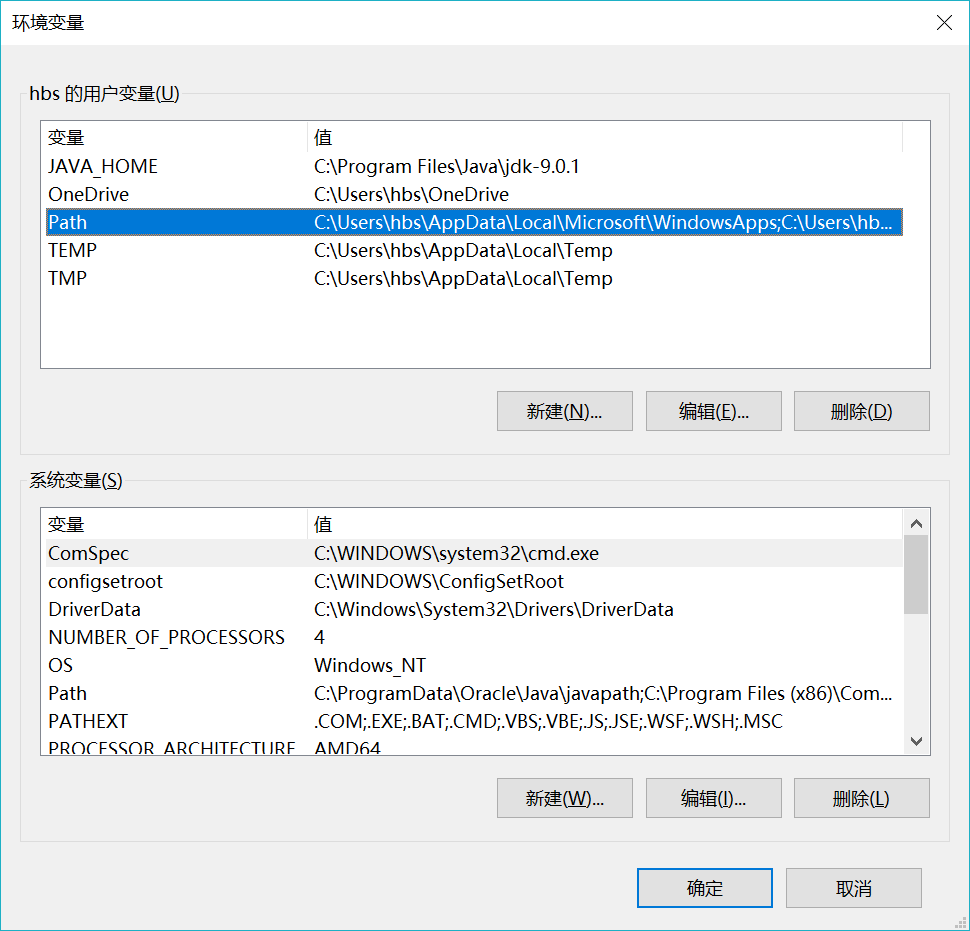 环境变量
hbs 的用户变量(U)
变量 值
JAVA_HOME C:\Program Files\Java\jdk-9.0.1
OneDrive C:\Users\hbs\OneDrive
Path C:\Users\hbs\AppData\Local\Microsoft\WindowsApps;C:\Users\hb...
TEMP C:\Users\hbs\AppData\Local\Temp
TMP C:\Users\hbs\AppData\Local\Temp
新建(N)... 编辑(E)... 删除(D)
系统变量(S)
变量 值
ComSpec C:\WINDOWS\system32\cmd.exe
configsetroot C:\WINDOWS\ConfigSetRoot
DriverData C:\Windows\System32\Drivers\DriverData
NUMBER_OF_PROCESSORS 4
OS Windows_NT
Path C:\ProgramData\Oracle\Java\javapath;C:\Program Files (x86)\Com...
PATHEXT .COM;.EXE;.BAT;.CMD;.VBS;.VBE;.JS;.JSE;.WSF;.WSH;.MSC
PROCESSOR_ARCHITECTURE AMD64
新建(W)... 编辑(I)... 删除(L)
确定 取消